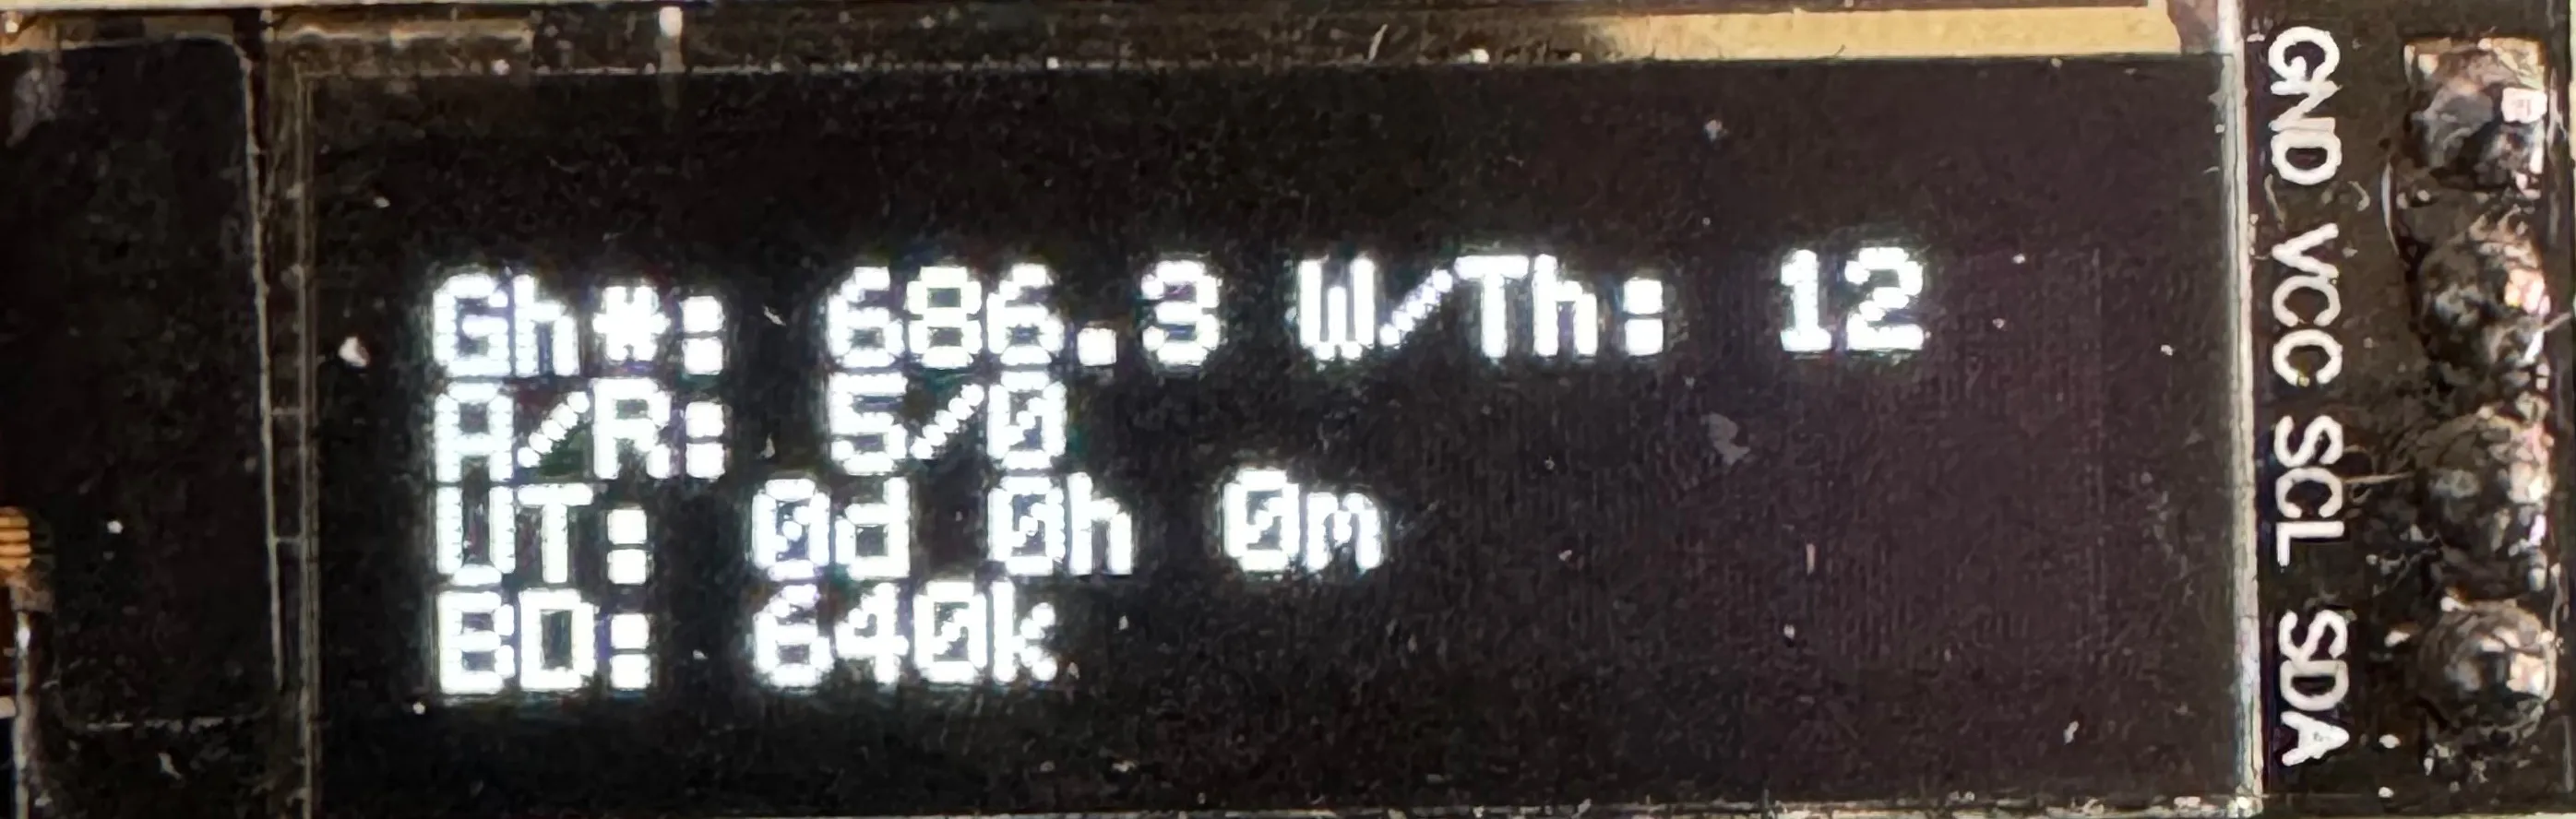 Gh*: 686.3 W/Th: 12
A/R: 5/0
UT: 0d 0h 0m
BD: 640k
GND VCC SCL SDA